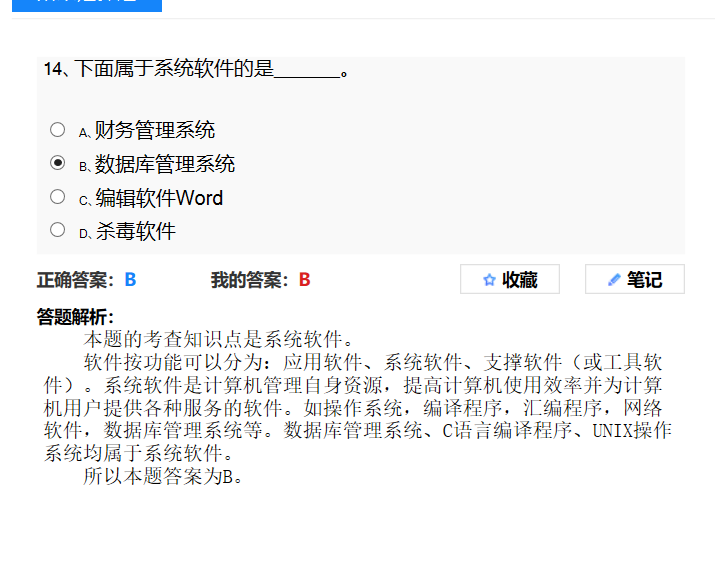 14、下面属于系统软件的是______。
A、财务管理系统
B、数据库管理系统
C、编辑软件Word
D、杀毒软件
正确答案：B 我的答案：B 收藏 笔记
答题解析：
本题的考查知识点是系统软件。
软件按功能可以分为：应用软件、系统软件、支撑软件（或工具软
件）。系统软件是计算机管理自身资源，提高计算机使用效率并为计算
机用户提供各种服务的软件。如操作系统，编译程序，汇编程序，网络
软件，数据库管理系统等。数据库管理系统、C语言编译程序、UNIX操作
系统均属于系统软件。
所以本题答案为B。